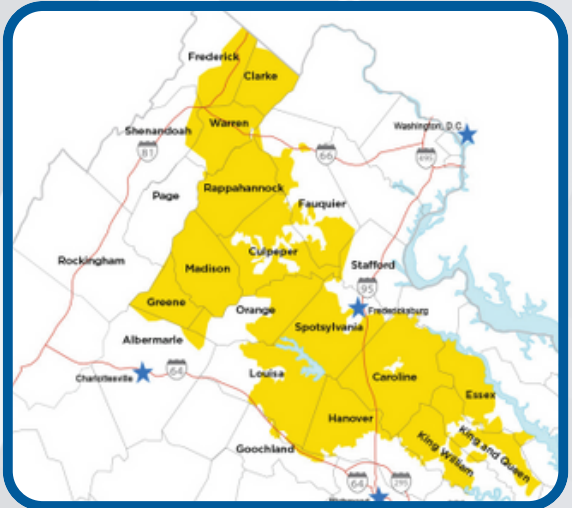 Frederick
Clarke
Warren
Shenandoah
81
Washington, D.C.
66
495
Rappahannock
Page
Fauquier
Culpeper
Rockingham
Madison
Stafford
95
Greene
Orange
Fredericksburg
Spotsylvania
Albermarle
Charlottesville
64
Louisa
Caroline
Essex
Hanover
King and Queen
King William
Goochland
64
295